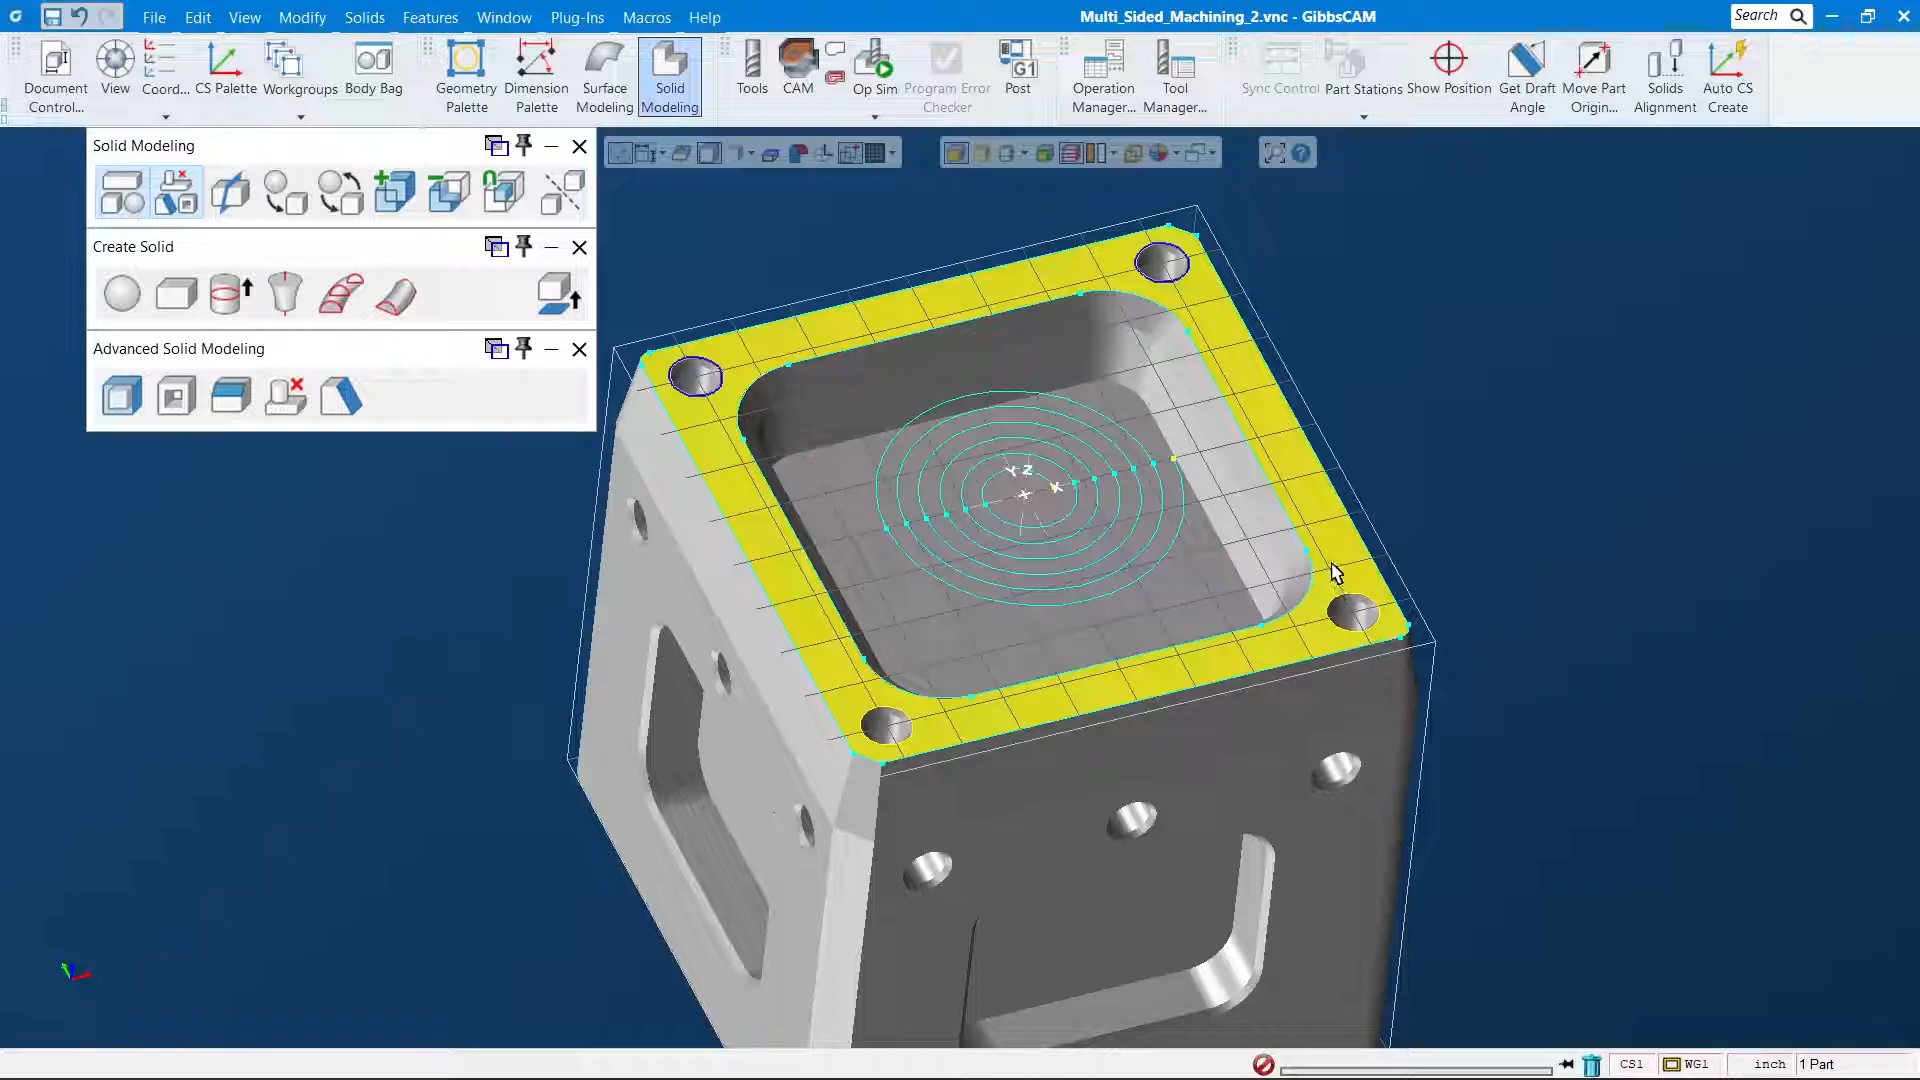 File Edit View Modify Solids Features Window Plug-Ins Macros Help
Multi_Sided_Machining_2.vnc - GibbsCAM
Search
Document Control...
View
Coord...
CS Palette
Workgroups
Body Bag
Geometry Palette
Dimension Palette
Surface Modeling
Solid Modeling
Tools
CAM
Op Sim
Program Error Checker
G1
Post
Operation Manager...
Tool Manager...
Sync Control
Part Stations
Show Position
Get Draft Angle
Move Part Origin...
Solids Alignment
Auto CS Create
Solid Modeling
Create Solid
Advanced Solid Modeling
Y Z
X
CS1
WG1
inch
1 Part